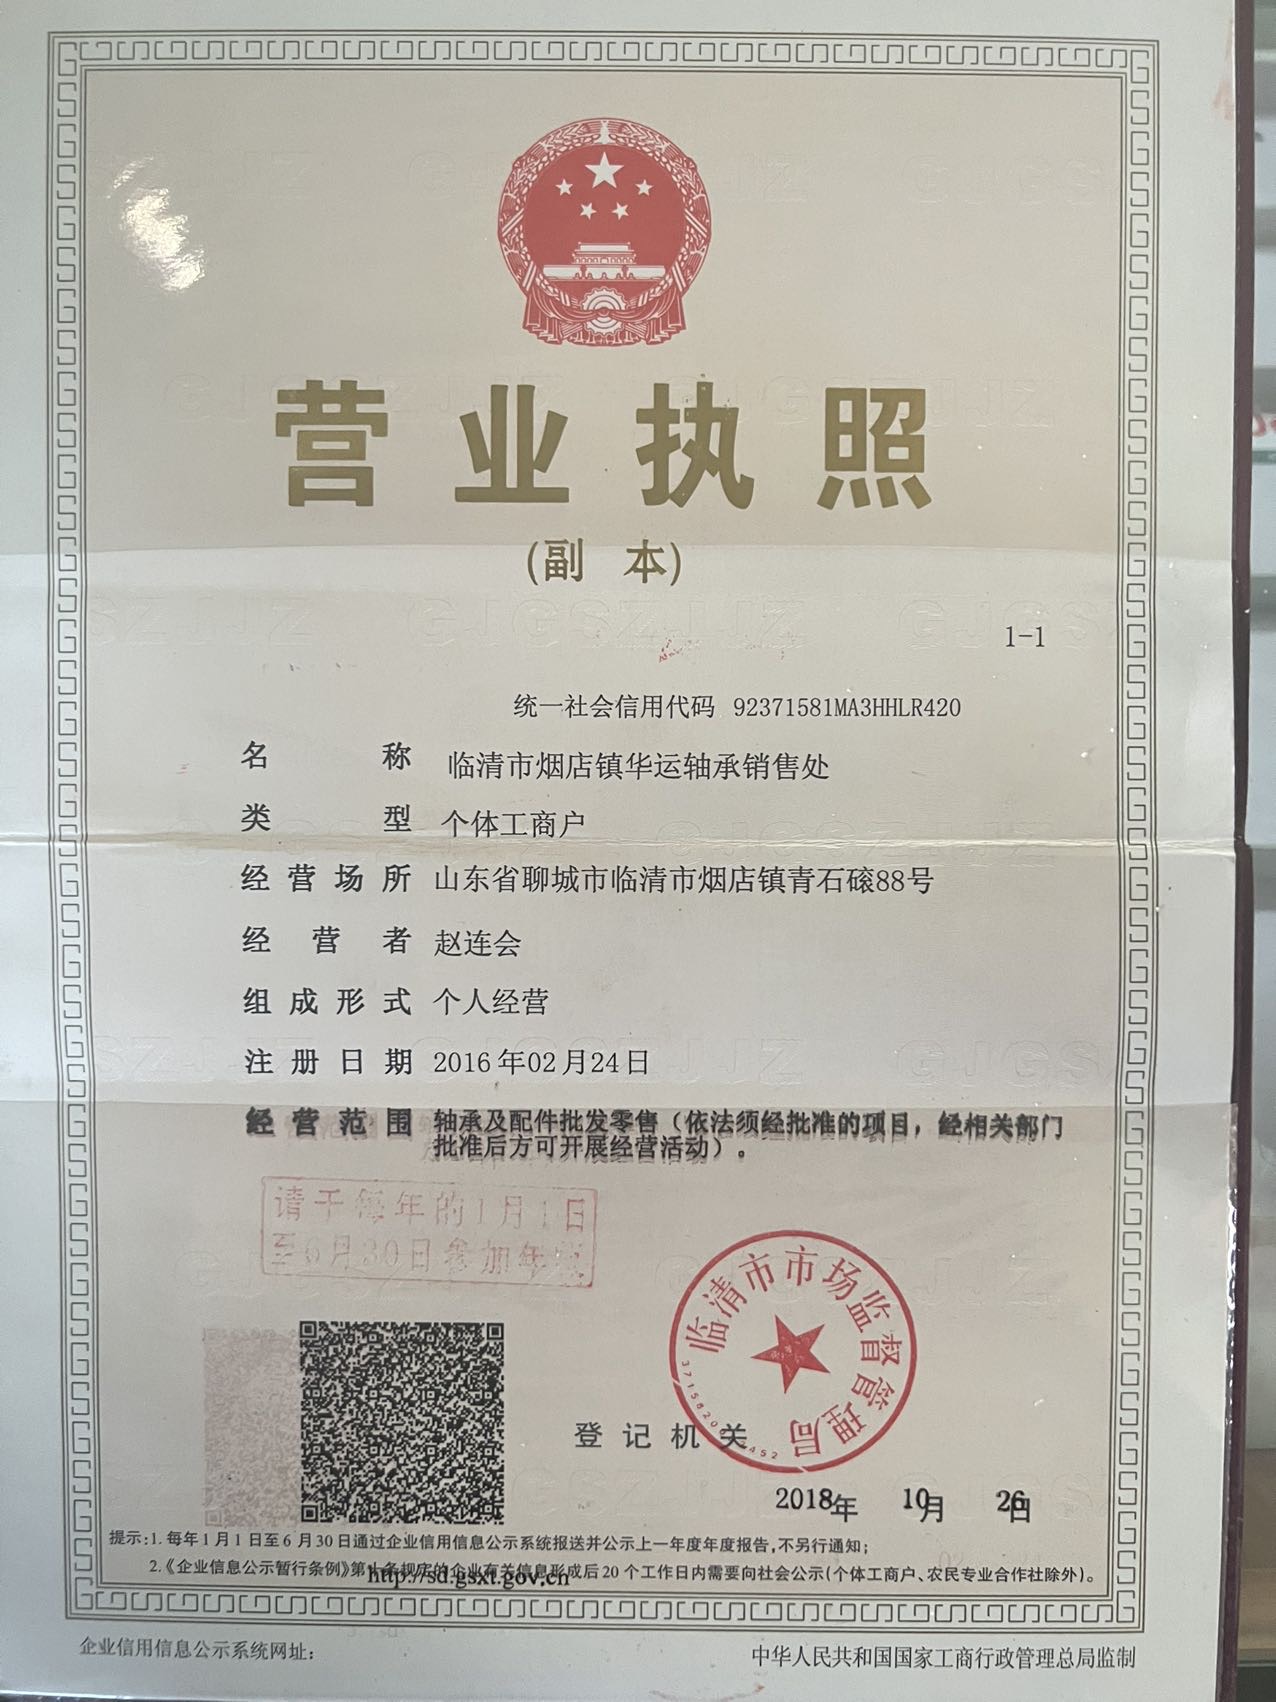 营业执照
(副 本)
1-1
统一社会信用代码 92371581MA3HHLR420
名 称 临清市烟店镇华运轴承销售处
类 型 个体工商户
经营场所 山东省聊城市临清市烟店镇青石磙88号
经 营 者 赵连会
组成形式 个人经营
注册日期 2016年02月24日
经营范围 轴承及配件批发零售（依法须经批准的项目，经相关部门
批准后方可开展经营活动）。
请于每年的1月1日
至6月30日参加年
临清市市场监督管理局
登记机关
2018年 10月 26日
提示:1.每年1月1日至6月30日通过企业信用信息公示系统报送并公示上一年度年度报告,不另行通知;
2.《企业信息公示暂行条例》第十条规定的企业有关信息形成后20个工作日内需要向社会公示(个体工商户、农民专业合作社除外)。
http://sd.gsxt.gov.cn
企业信用信息公示系统网址:
中华人民共和国国家工商行政管理总局监制